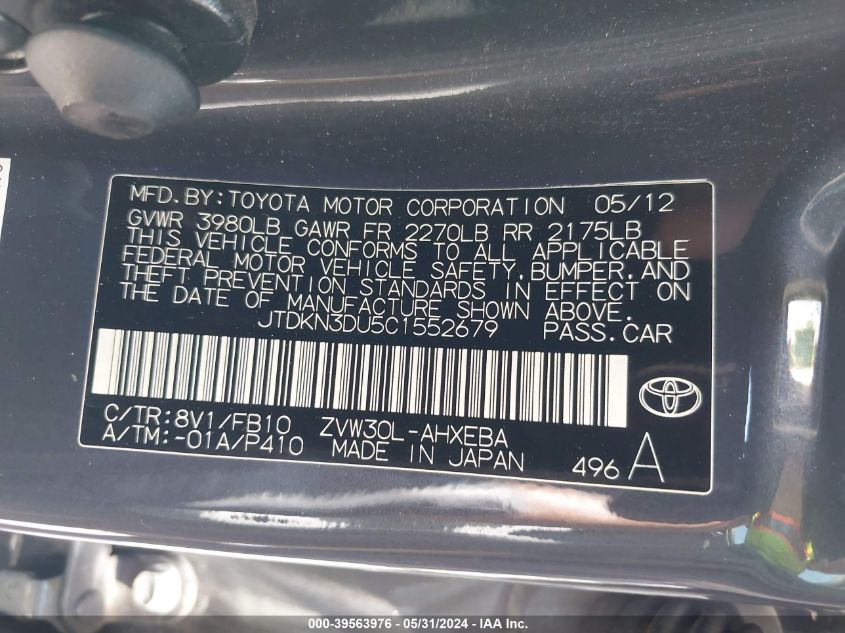 MFD.BY:TOYOTA MOTOR CORPORATION 05/12
GVWR 3980LB GAWR FR 2270LB RR 2175LB
THIS VEHICLE CONFORMS TO ALL APPLICABLE
FEDERAL MOTOR VEHICLE SAFETY,BUMPER,AND
THEFT PREVENTION STANDARDS IN EFFECT ON
THE DATE OF MANUFACTURE SHOWN ABOVE.
JTDKN3DU5C1552679 PASS.CAR
C/TR:8V1/FB10 ZVW30L-AHXEBA
A/TM:-01A/P410 MADE IN JAPAN 496 A
000-39563976 - 05/31/2024 - IAA Inc.